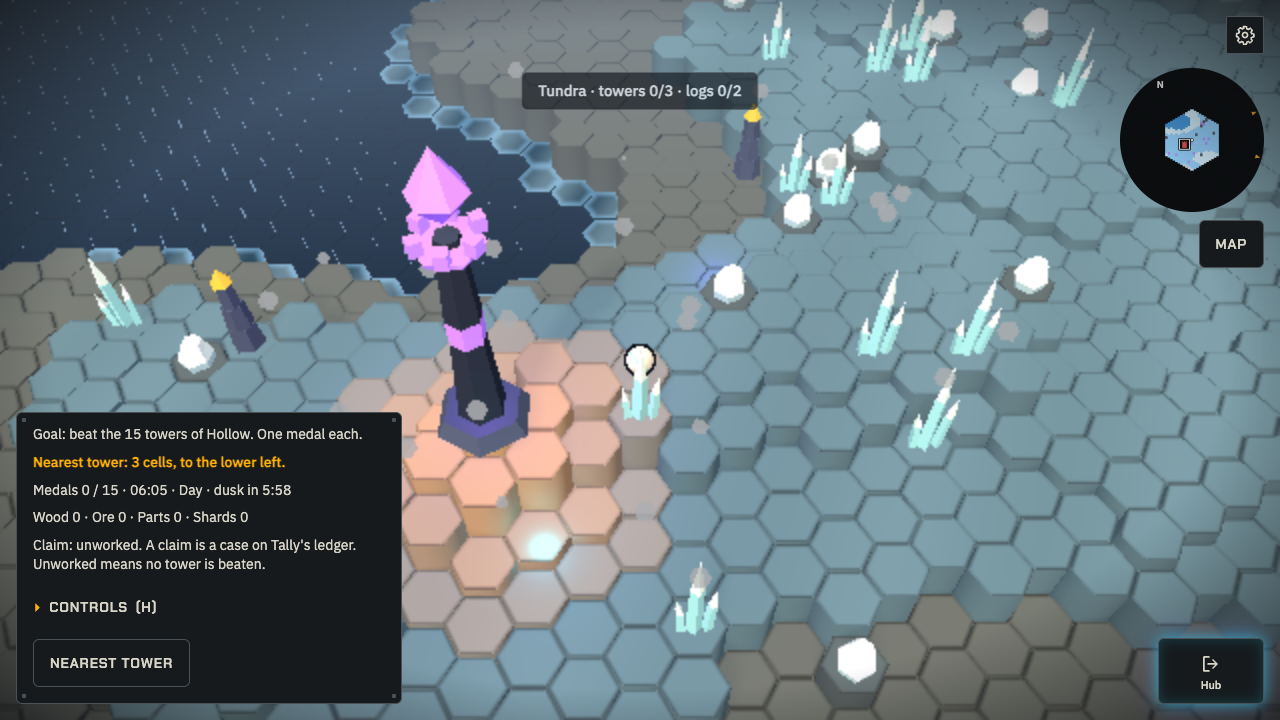 Tundra · towers 0/3 · logs 0/2
N
MAP
Goal: beat the 15 towers of Hollow. One medal each.
Nearest tower: 3 cells, to the lower left.
Medals 0 / 15 · 06:05 · Day · dusk in 5:58
Wood 0 · Ore 0 · Parts 0 · Shards 0
Claim: unworked. A claim is a case on Tally's ledger.
Unworked means no tower is beaten.
CONTROLS (H)
NEAREST TOWER
Hub